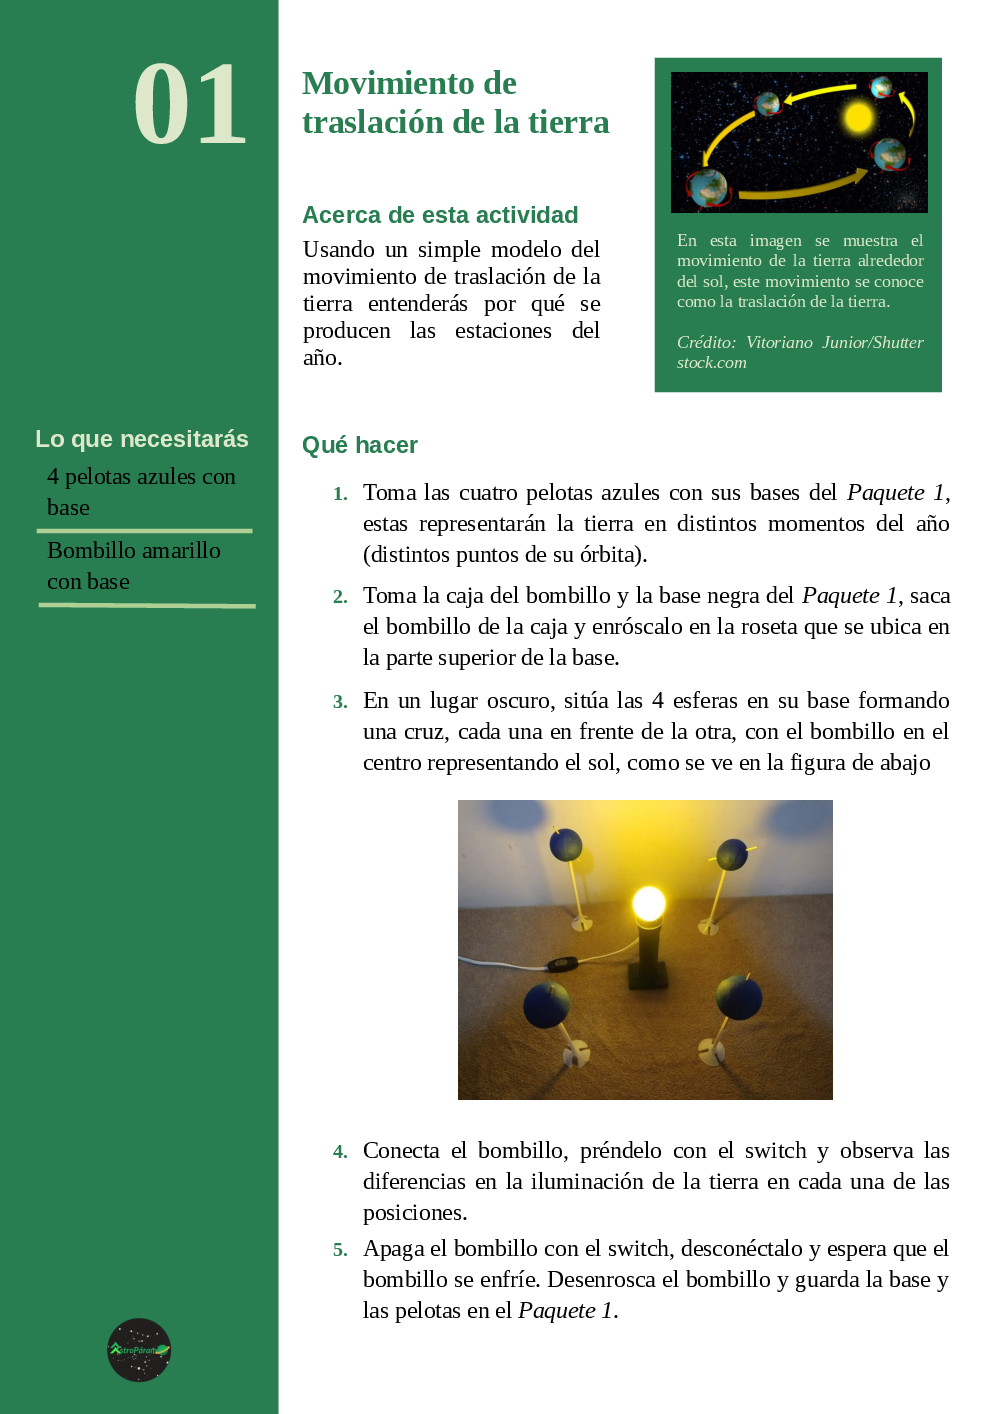 01
Movimiento de
traslación de la tierra
Acerca de esta actividad
Usando un simple modelo del
movimiento de traslación de la
tierra entenderás por qué se
producen las estaciones del
año.
En esta imagen se muestra el
movimiento de la tierra alrededor
del sol, este movimiento se conoce
como la traslación de la tierra.
Crédito: Vitoriano Junior/Shutter
stock.com
Lo que necesitarás
4 pelotas azules con
base
Bombillo amarillo
con base
Qué hacer
1. Toma las cuatro pelotas azules con sus bases del Paquete 1,
estas representarán la tierra en distintos momentos del año
(distintos puntos de su órbita).
2. Toma la caja del bombillo y la base negra del Paquete 1, saca
el bombillo de la caja y enróscalo en la roseta que se ubica en
la parte superior de la base.
3. En un lugar oscuro, sitúa las 4 esferas en su base formando
una cruz, cada una en frente de la otra, con el bombillo en el
centro representando el sol, como se ve en la figura de abajo
4. Conecta el bombillo, préndelo con el switch y observa las
diferencias en la iluminación de la tierra en cada una de las
posiciones.
5. Apaga el bombillo con el switch, desconéctalo y espera que el
bombillo se enfríe. Desenrosca el bombillo y guarda la base y
las pelotas en el Paquete 1.